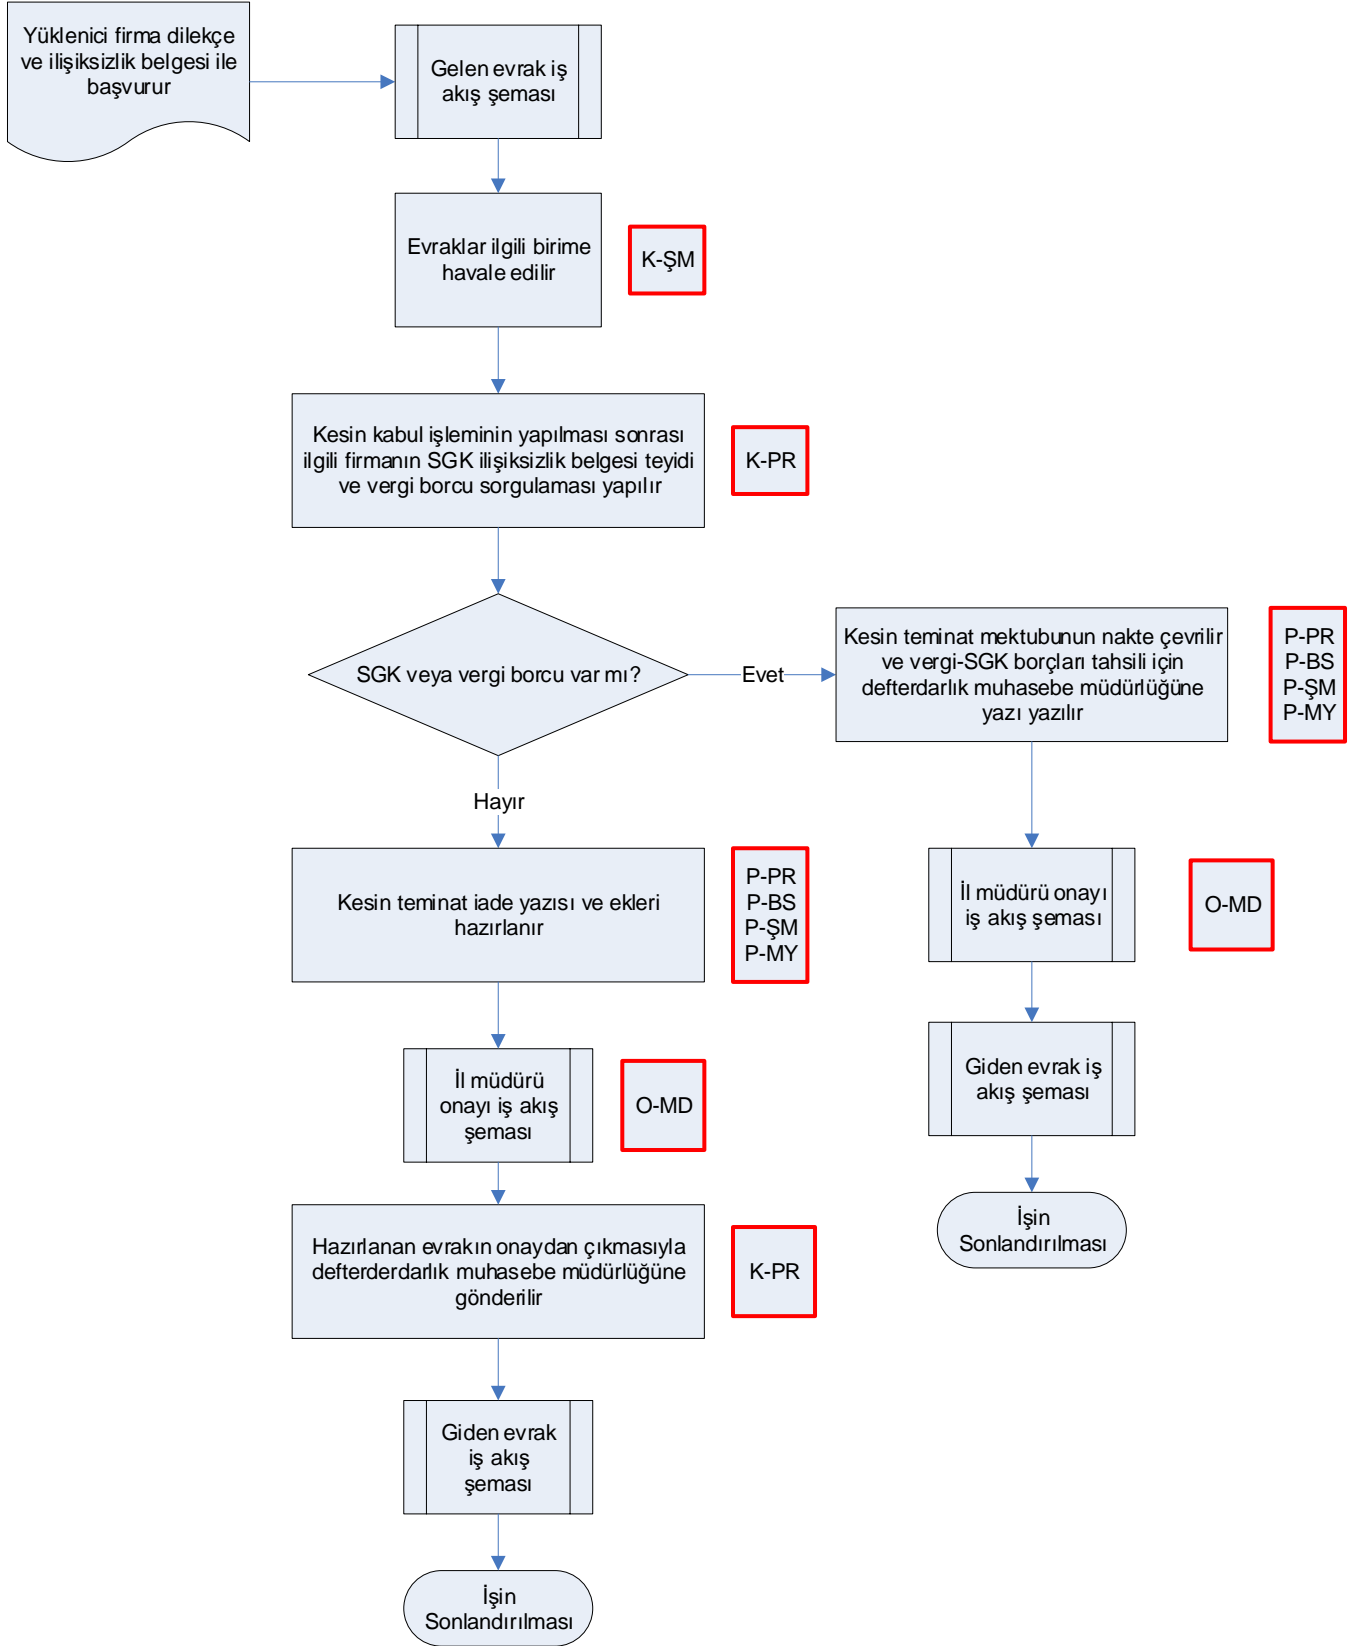 Yüklenici firma dilekçe
ve ilişiksizlik belgesi ile
başvurur
Gelen evrak iş
akış şeması
Evraklar ilgili birime
havale edilir
K-ŞM
Kesin kabul işleminin yapılması sonrası
ilgili firmanın SGK ilişiksizlik belgesi teyidi
ve vergi borcu sorgulaması yapılır
K-PR
SGK veya vergi borcu var mı?
Evet
Kesin teminat mektubunun nakte çevrilir
ve vergi-SGK borçları tahsili için
defterdarlık muhasebe müdürlüğüne
yazı yazılır
P-PR
P-BS
P-ŞM
P-MY
Hayır
Kesin teminat iade yazısı ve ekleri
hazırlanır
P-PR
P-BS
P-ŞM
P-MY
İl müdürü onayı
iş akış şeması
O-MD
Giden evrak iş
akış şeması
İşin
Sonlandırılması
İl müdürü
onayı iş akış
şeması
O-MD
Hazırlanan evrakın onaydan çıkmasıyla
defterderdarlık muhasebe müdürlüğüne
gönderilir
K-PR
Giden evrak
iş akış
şeması
İşin
Sonlandırılması